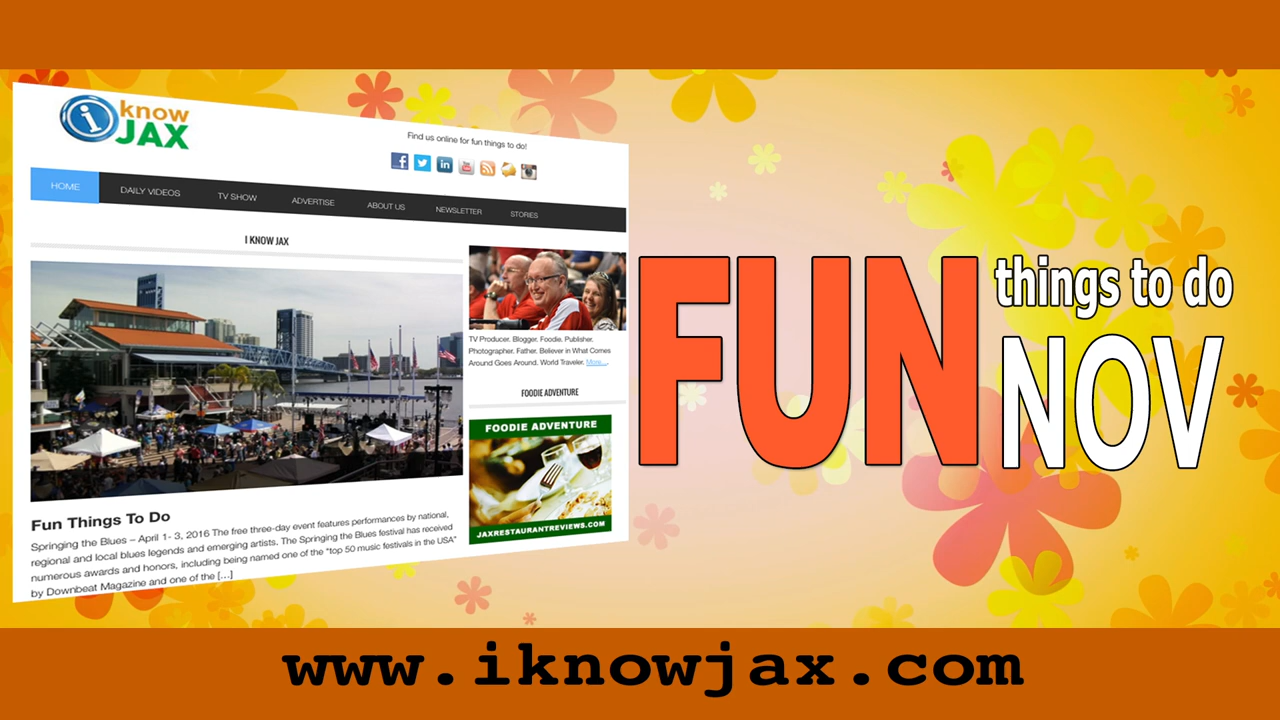 know
JAX
Find us online for fun things to do!
HOME DAILY VIDEOS TV SHOW ADVERTISE ABOUT US NEWSLETTER STORIES
I KNOW JAX
TV Producer. Blogger. Foodie. Publisher.
Photographer. Father. Believer in What Comes
Around Goes Around. World Traveler. More...
FOODIE ADVENTURE
FOODIE ADVENTURE
JAXRESTAURANTREVIEWS.COM
Fun Things To Do
Springing the Blues – April 1- 3, 2016 The free three-day event features performances by national,
regional and local blues legends and emerging artists. The Springing the Blues festival has received
numerous awards and honors, including being named one of the "top 50 music festivals in the USA"
by Downbeat Magazine and one of the [...]
FUN things to do
NOV
www.iknowjax.com